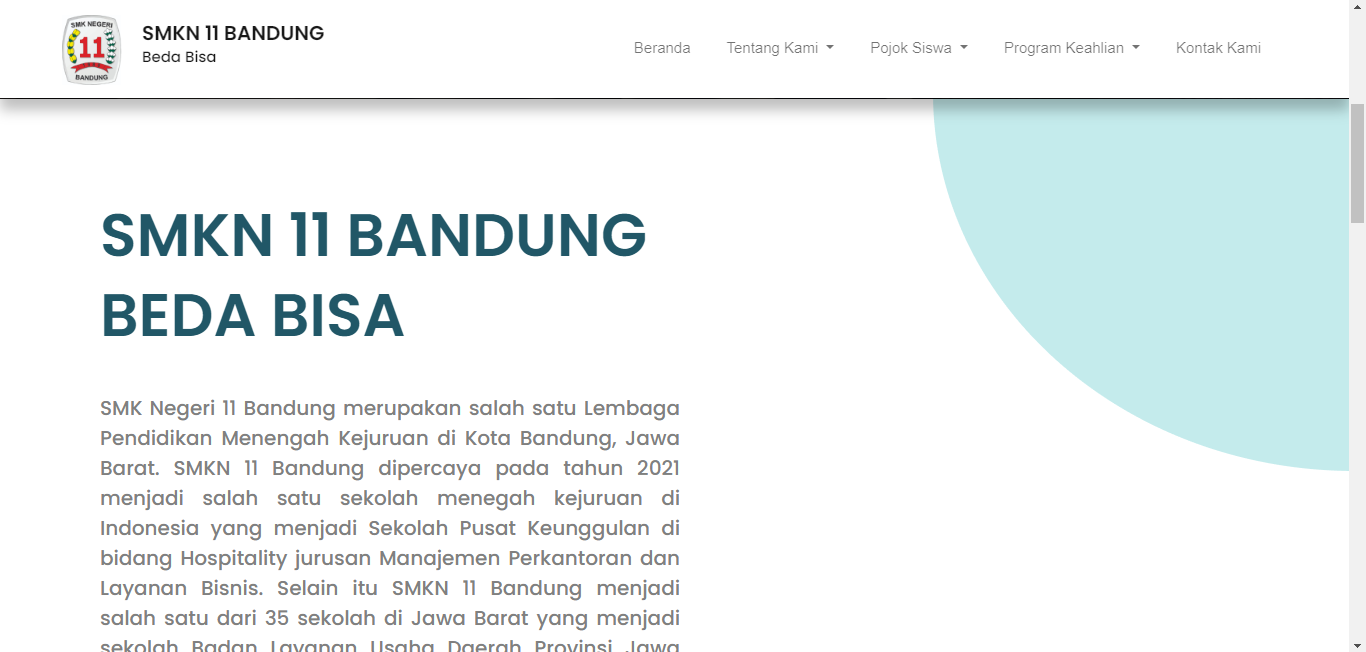 SMK NEGERI
11
BANDUNG
SMKN 11 BANDUNG
Beda Bisa
Beranda
Tentang Kami
Pojok Siswa
Program Keahlian
Kontak Kami
SMKN 11 BANDUNG
BEDA BISA
SMK Negeri 11 Bandung merupakan salah satu Lembaga
Pendidikan Menengah Kejuruan di Kota Bandung, Jawa
Barat. SMKN 11 Bandung dipercaya pada tahun 2021
menjadi salah satu sekolah menegah kejuruan di
Indonesia yang menjadi Sekolah Pusat Keunggulan di
bidang Hospitality jurusan Manajemen Perkantoran dan
Layanan Bisnis. Selain itu SMKN 11 Bandung menjadi
salah satu dari 35 sekolah di Jawa Barat yang menjadi
sekolah Badan Layanan Usaha Daerah Provinsi Jawa